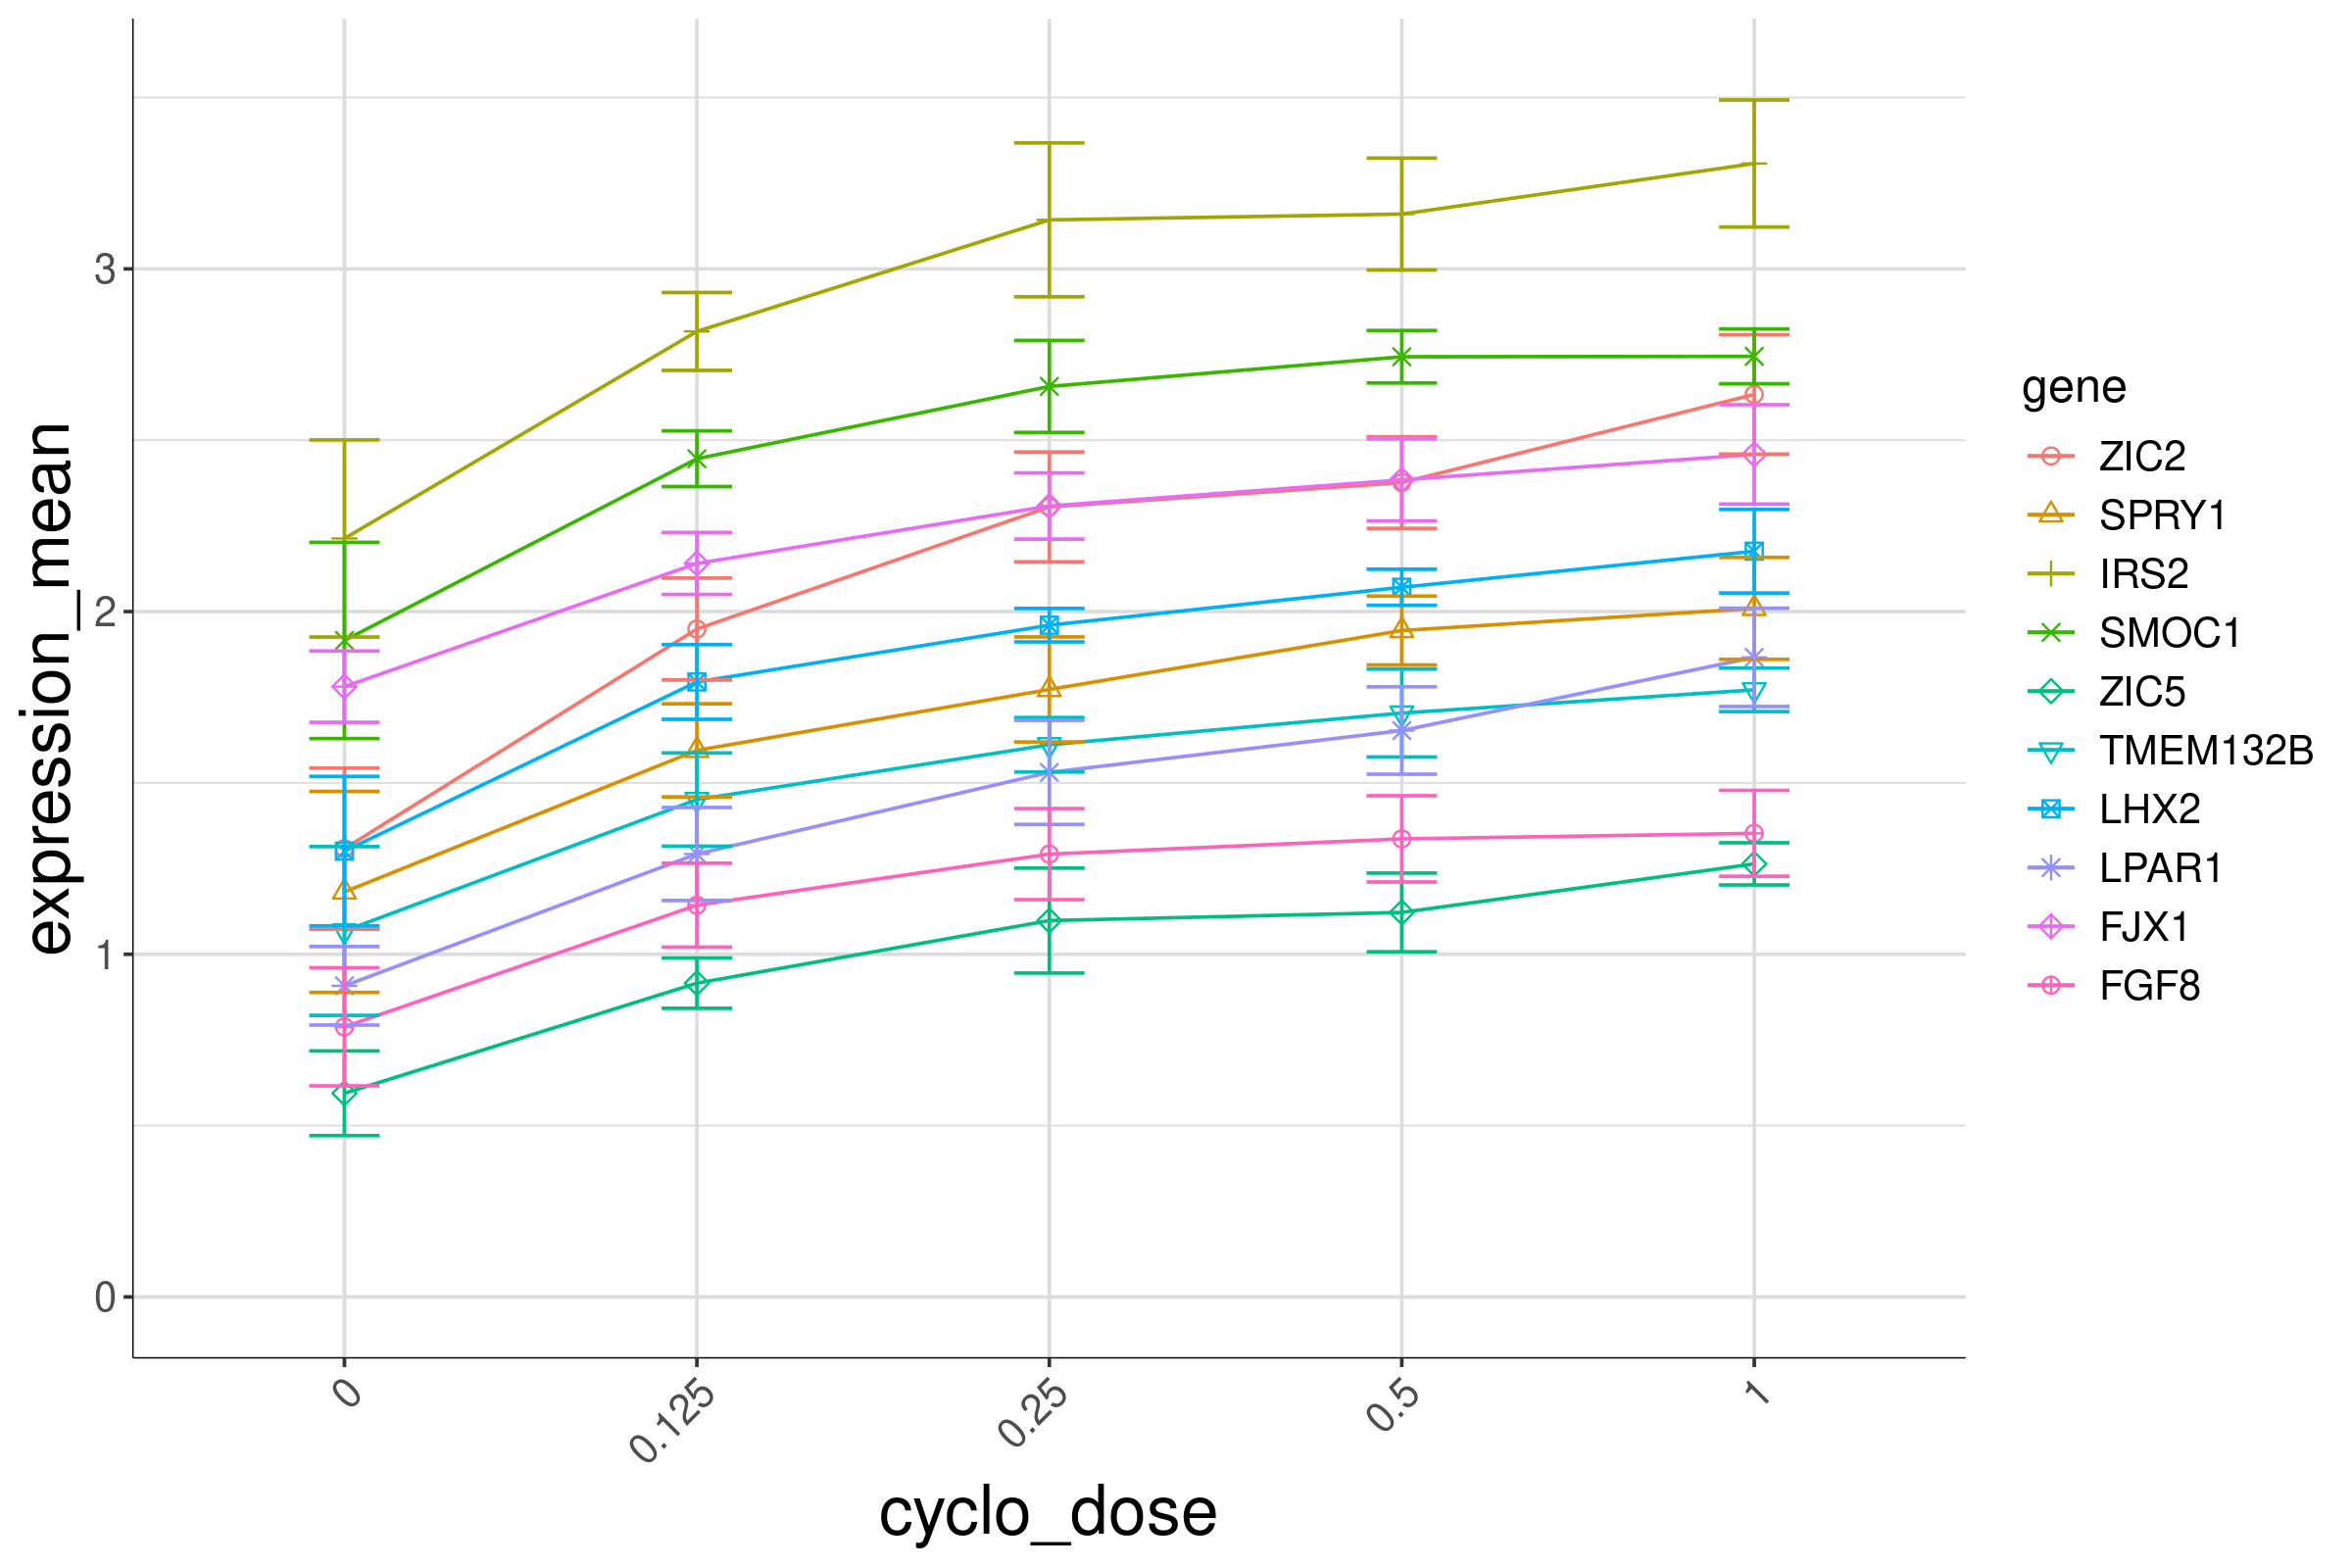 expression_mean
3
2
1
0
0
0.125
0.25
0.5
1
cyclo_dose
gene
ZIC2
SPRY1
IRS2
SMOC1
ZIC5
TMEM132B
LHX2
LPAR1
FJX1
FGF8